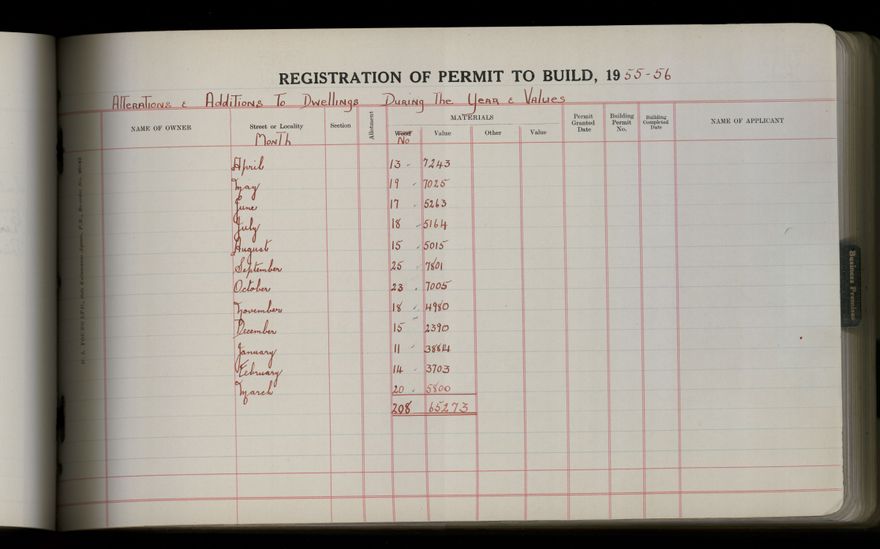 REGISTRATION OF PERMIT TO BUILD, 1955-56
Alterations & Additions To Dwellings During The Year & Values
NAME OF OWNER Street or Locality Section Allotment MATERIALS Permit Granted Date Building Permit No. Building Completed Date NAME OF APPLICANT
Month No Value Other Value
April 13 - 7243
May 19 - 7025
June 17 - 5263
July 18 - 5164
August 15 - 5015
September 25 - 7801
October 23 - 7005
November 18 - 4980
December 15 - 2390
January 11 - 3884
February 14 - 3703
March 20 - 5800
208 65273
Business Premises